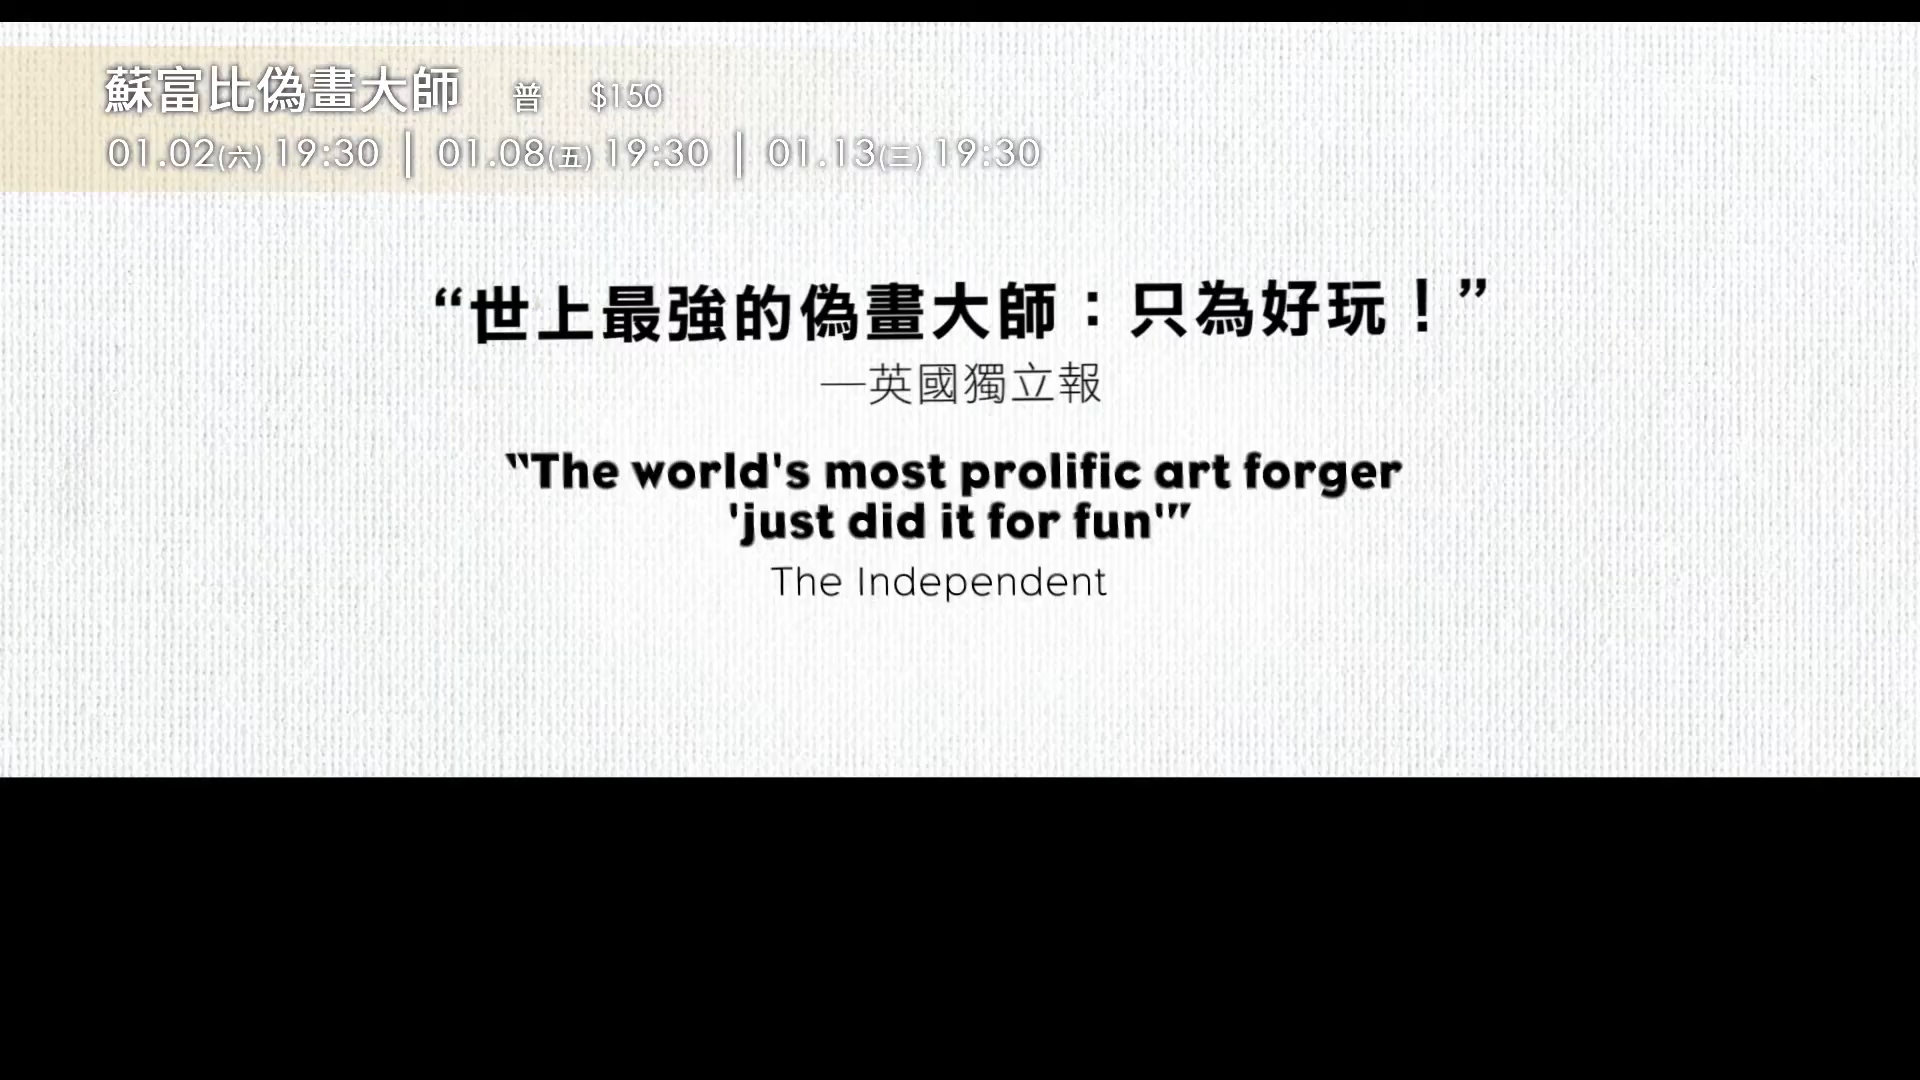 蘇富比偽畫大師 普 $150
01.02(六) 19:30 | 01.08(五) 19:30 | 01.13(三) 19:30
“世上最強的偽畫大師：只為好玩！”
—英國獨立報
“The world's most prolific art forger
'just did it for fun'”
The Independent